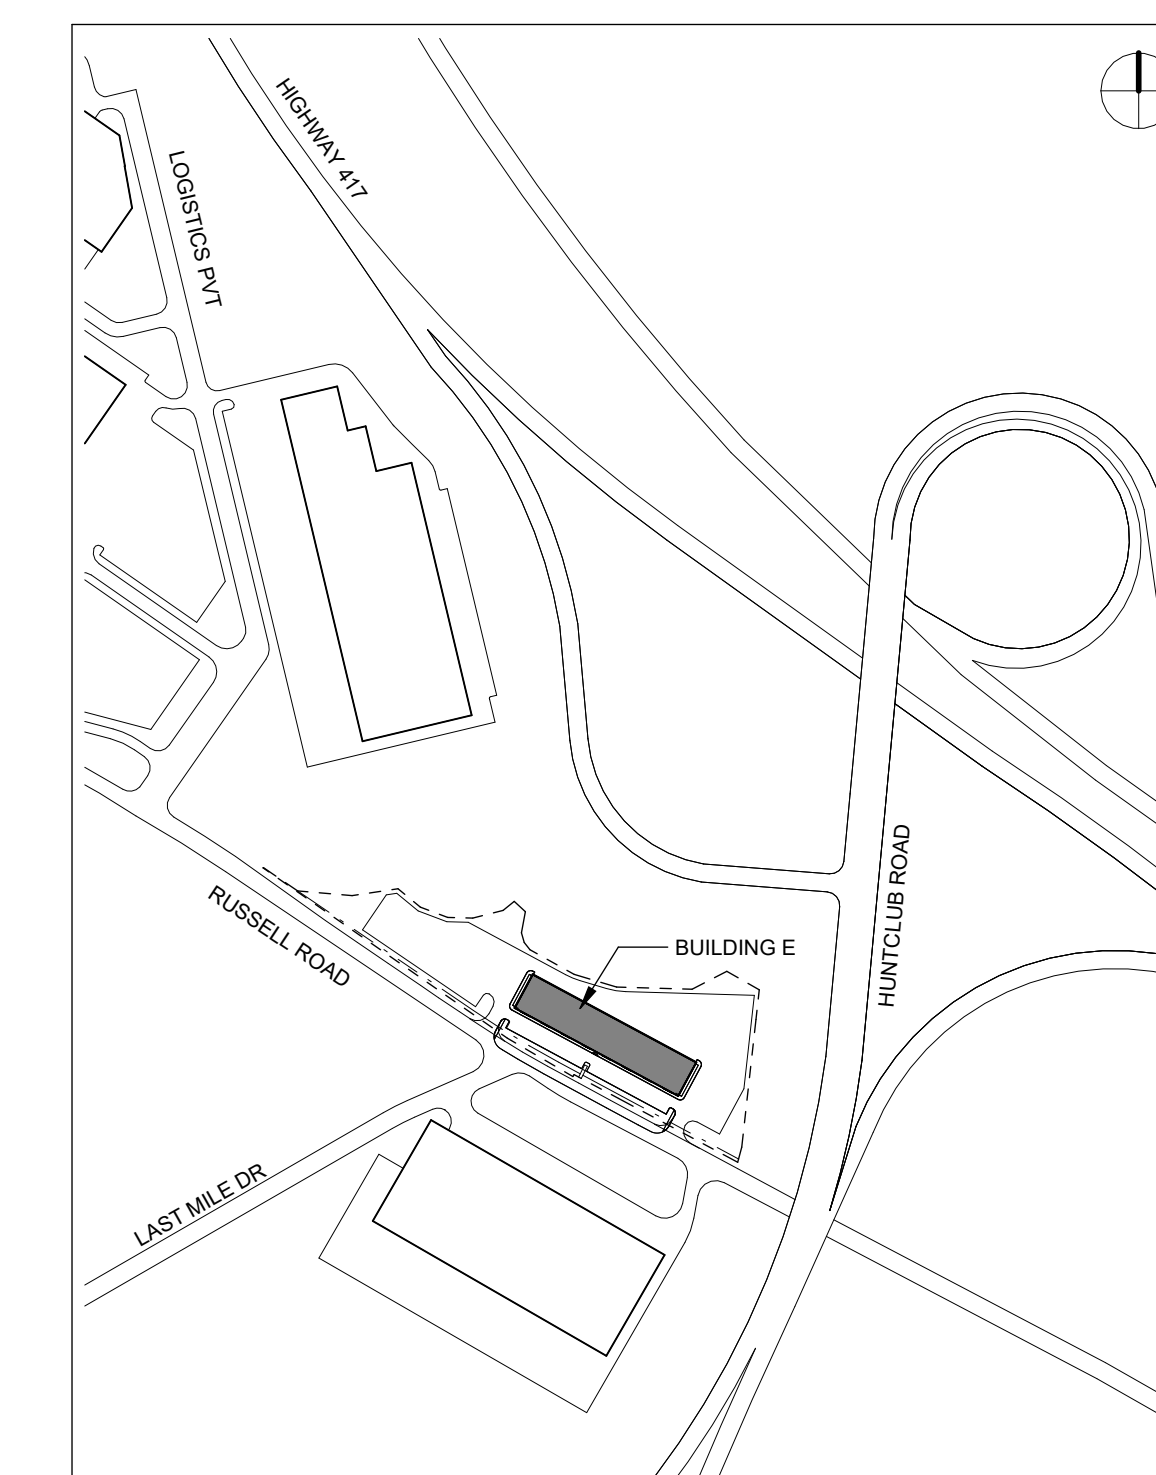 HIGHWAY 417
LOGISTICS PVT
HUNTCLUB ROAD
RUSSELL ROAD
BUILDING E
LAST MILE DR